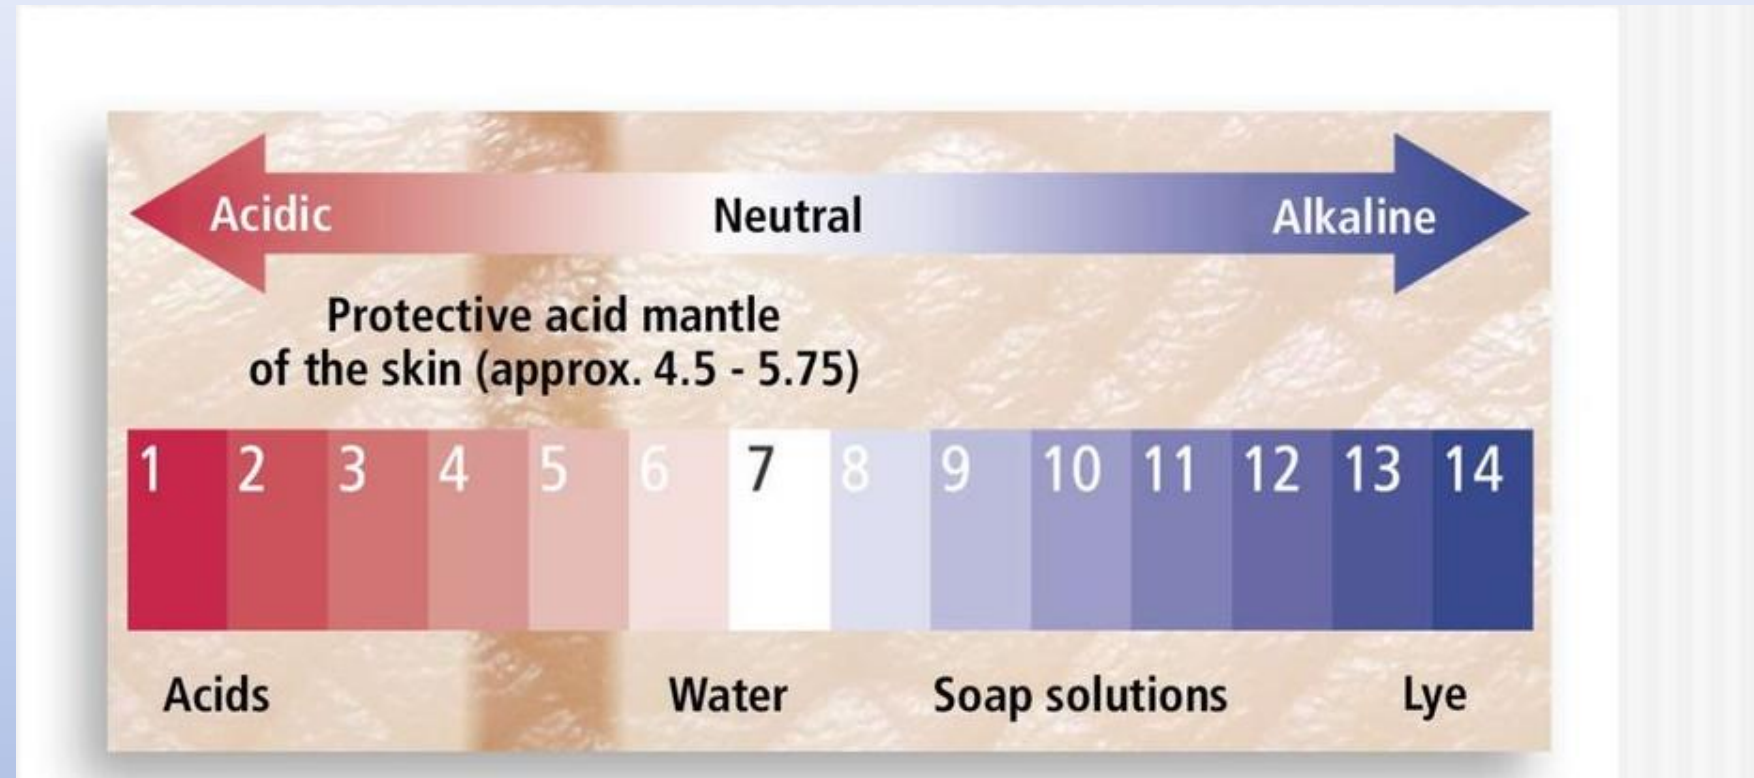 Acidic Neutral Alkaline
Protective acid mantle
of the skin (approx. 4.5 - 5.75)
1 2 3 4 5 6 7 8 9 10 11 12 13 14
Acids Water Soap solutions Lye